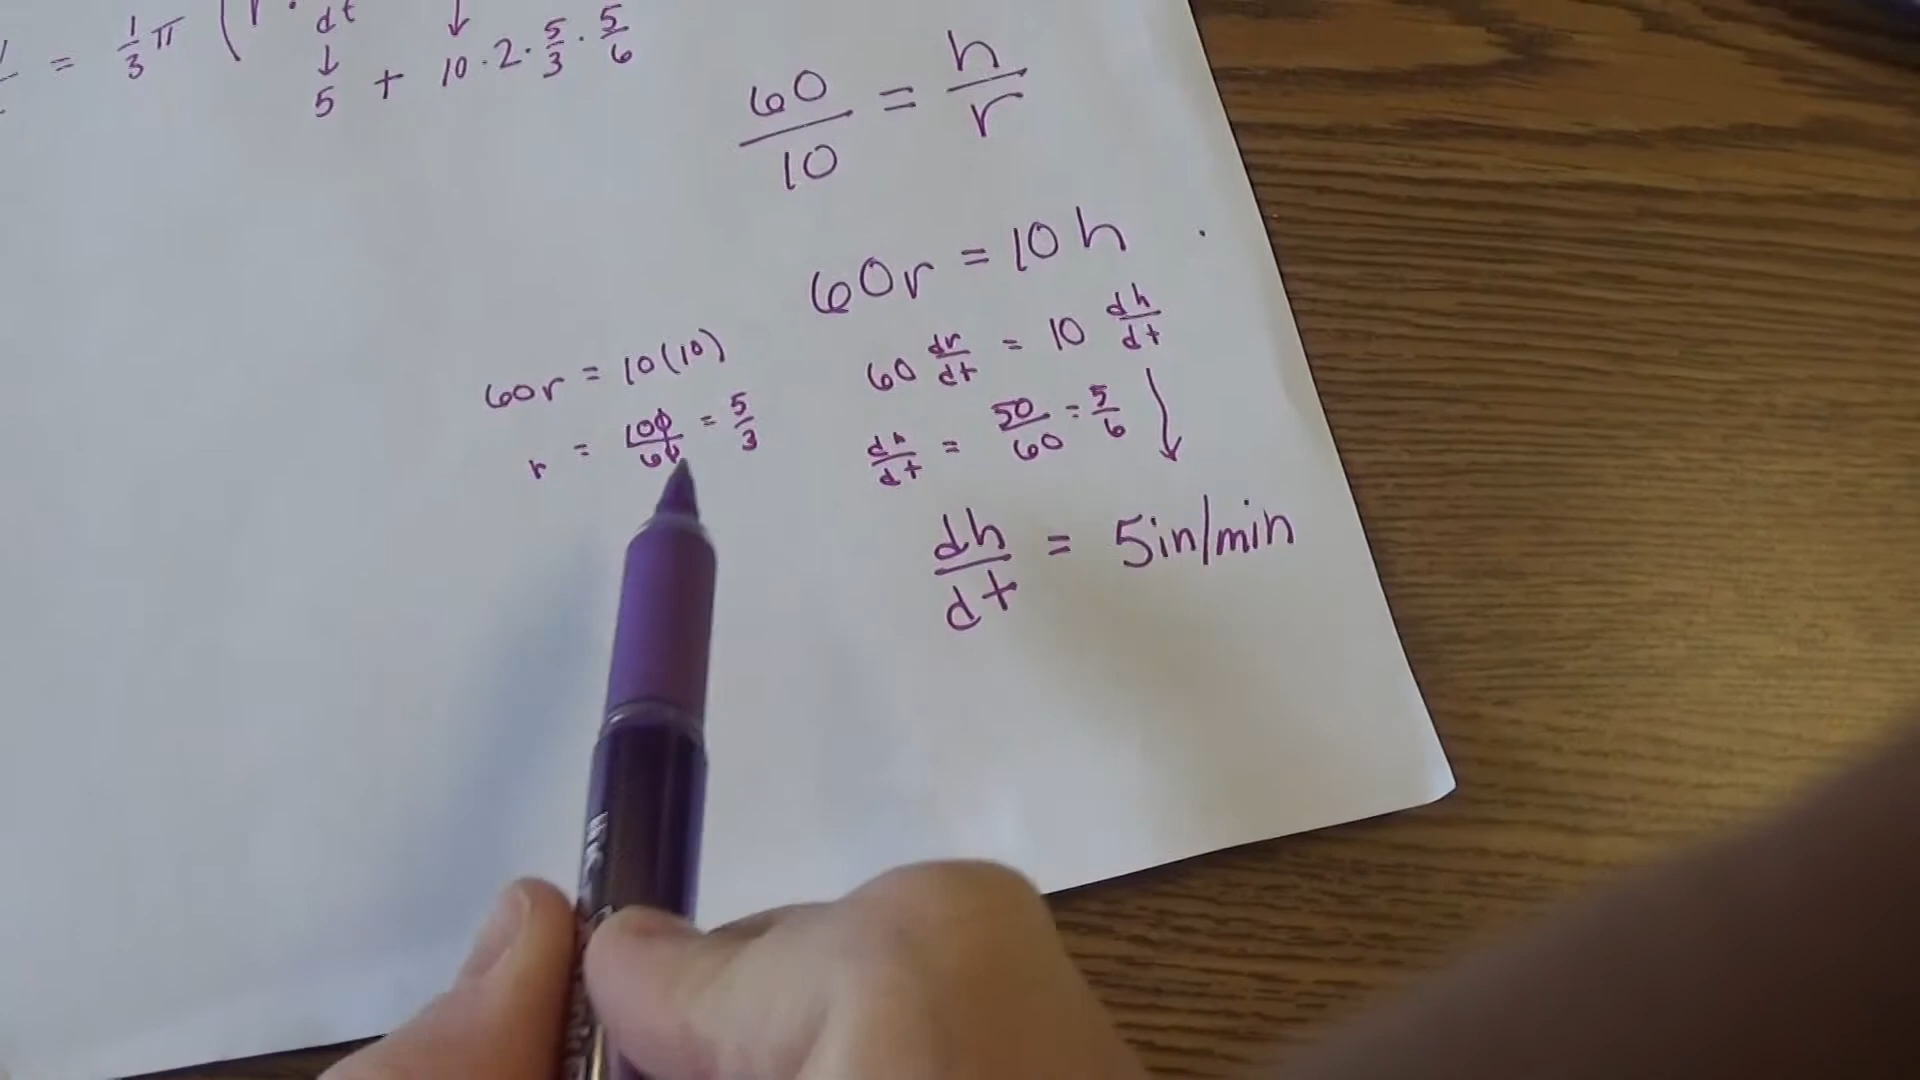 = 1/3 π ( r · dt
↓ ↓
5 + 10 · 2 · 5/3 · 5/6
60/10 = h/r
60r = 10h
60 dr/dt = 10 dh/dt
60r = 10(10)
r = 100/60 = 5/3
dh/dt = 50/60 = 5/6
dh/dt = 5in/min